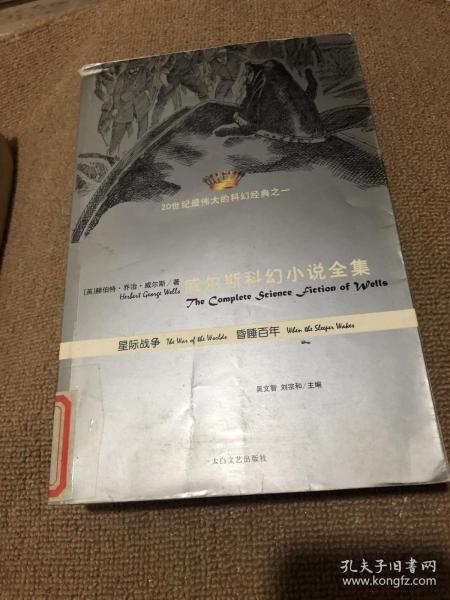 20世纪最伟大的科幻经典之一
[英]赫伯特·乔治·威尔斯/著
Herbert George Wells
威尔斯科幻小说全集
The Complete Science Fiction of Wells
星际战争 The War of the Worlds 昏睡百年 When the Sleeper Wakes
吴文智 刘宗和/主编
太白文艺出版社
孔夫子旧书网
www.kongfz.com